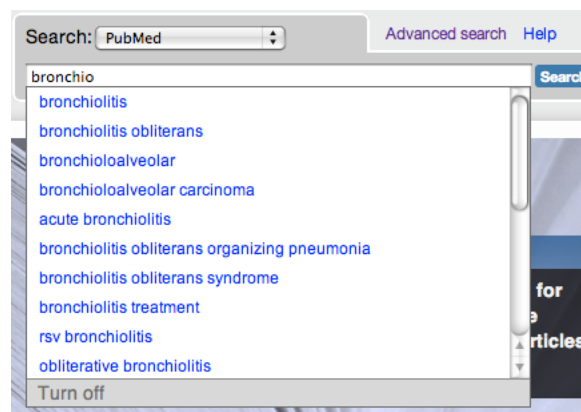 Search: PubMed Advanced search Help
bronchio Search
bronchiolitis
bronchiolitis obliterans
bronchioloalveolar
bronchioloalveolar carcinoma
acute bronchiolitis
bronchiolitis obliterans organizing pneumonia
bronchiolitis obliterans syndrome
bronchiolitis treatment
rsv bronchiolitis
obliterative bronchiolitis
Turn off
for
rticles